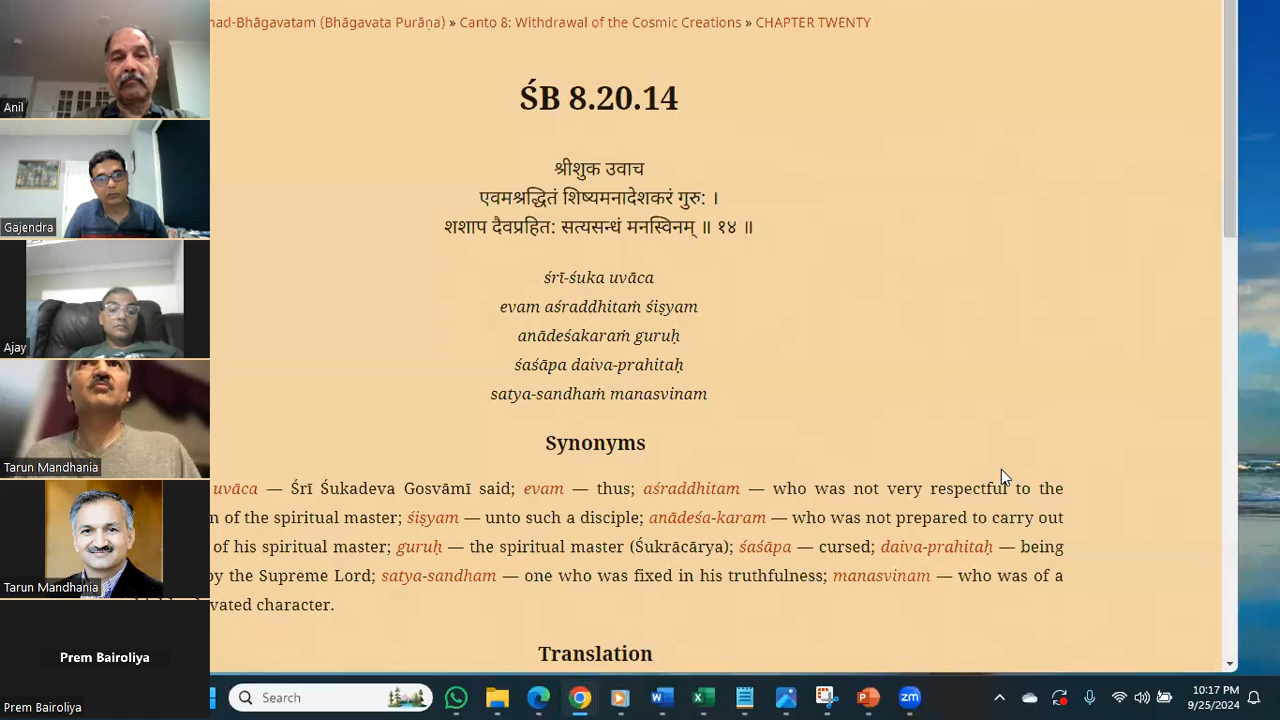 nad-Bhāgavatam (Bhāgavata Purāṇa) » Canto 8: Withdrawal of the Cosmic Creations » CHAPTER TWENTY
ŚB 8.20.14
श्रीशुक उवाच
एवमश्रद्धितं शिष्यमनादेशकरं गुरु: ।
शशाप दैवप्रहित: सत्यसन्धं मनस्विनम् ॥ १४ ॥
śrī-śuka uvāca
evam aśraddhitaṁ śiṣyam
anādeśakaraṁ guruḥ
śaśāpa daiva-prahitaḥ
satya-sandhaṁ manasvinam
Synonyms
uvāca — Śrī Śukadeva Gosvāmī said; evam — thus; aśraddhitam — who was not very respectful to the
n of the spiritual master; śiṣyam — unto such a disciple; anādeśa-karam — who was not prepared to carry out
of his spiritual master; guruḥ — the spiritual master (Śukrācārya); śaśāpa — cursed; daiva-prahitaḥ — being
by the Supreme Lord; satya-sandham — one who was fixed in his truthfulness; manasvinam — who was of a
vated character.
Translation
Anil
Gajendra
Ajay
Tarun Mandhania
Tarun Mandhania
Prem Bairoliya
Prem Bairoliya
Search
zm
10:17 PM
9/25/2024